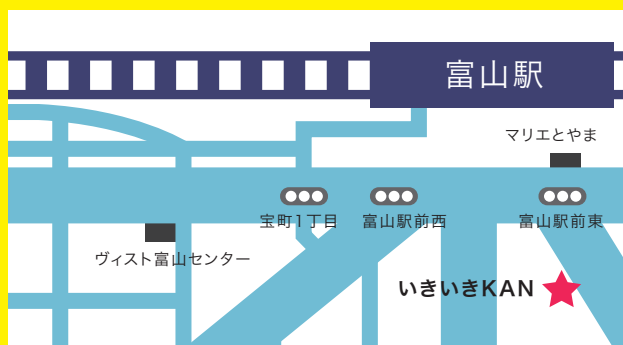 富山駅
マリエとやま
宝町1丁目
富山駅前西
富山駅前東
ヴィスト富山センター
いきいきKAN